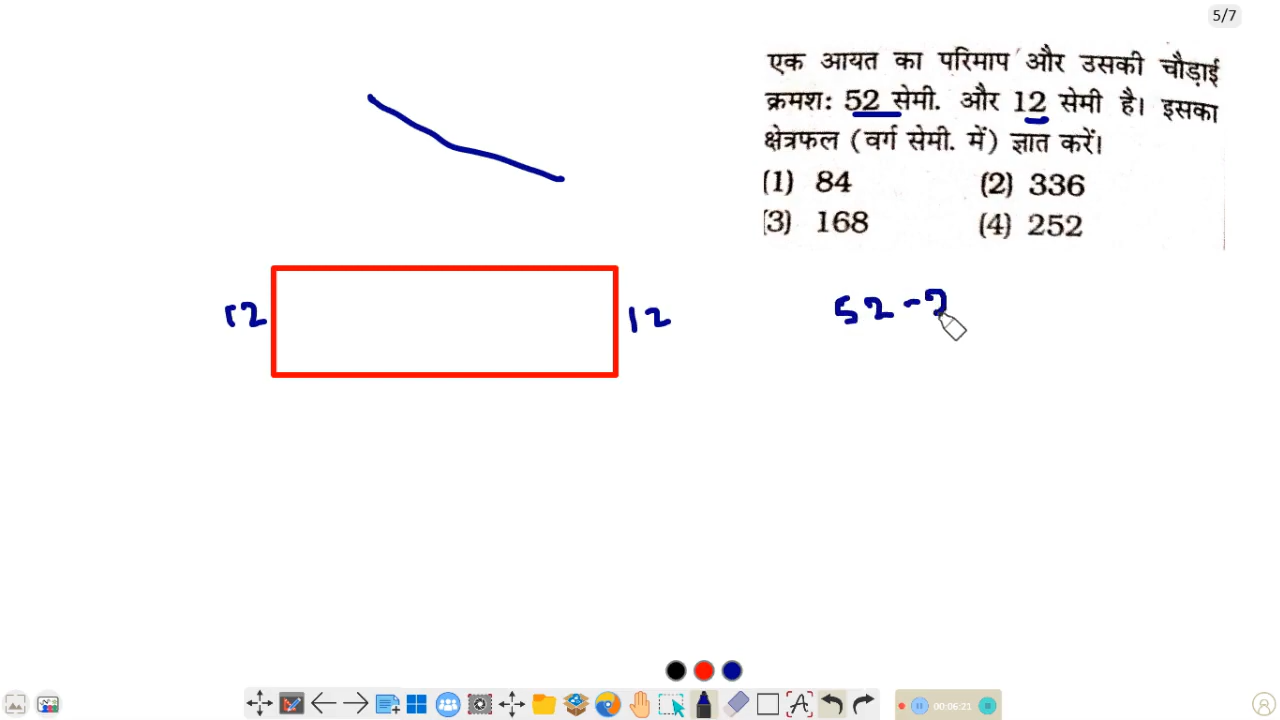 5/7
एक आयत का परिमाप और उसकी चौड़ाई
क्रमश: 52 सेमी. और 12 सेमी है। इसका
क्षेत्रफल (वर्ग सेमी. में) ज्ञात करें।
(1) 84 (2) 336
(3) 168 (4) 252
12 12 52 - 2
00:06:21